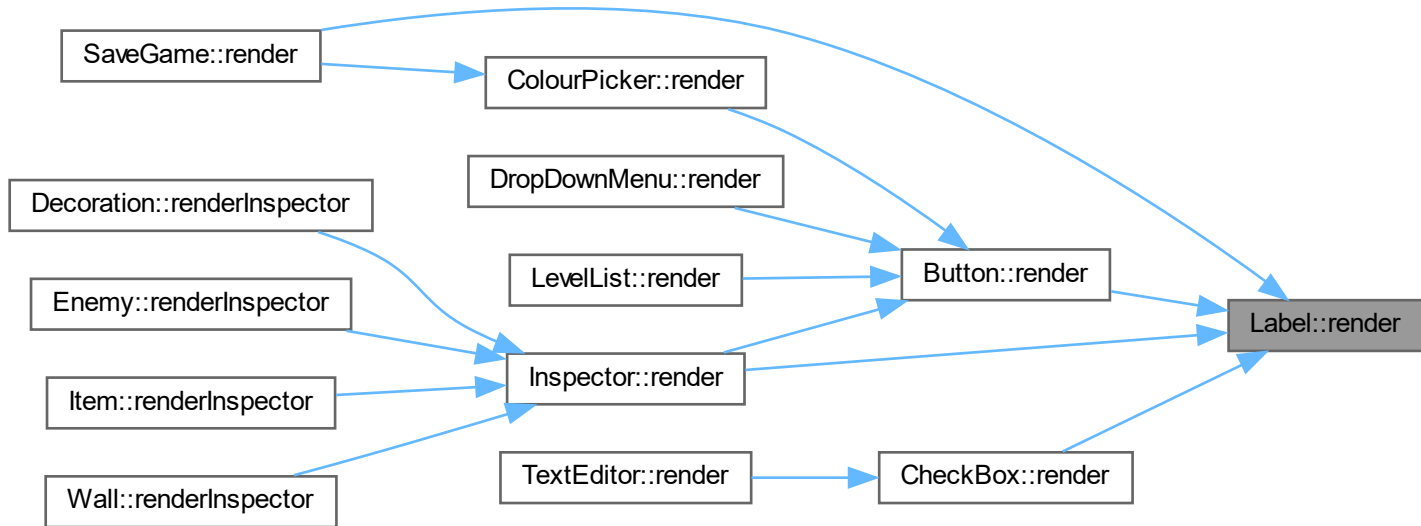 SaveGame::render
ColourPicker::render
DropDownMenu::render
Decoration::renderInspector
LevelList::render
Button::render
Enemy::renderInspector
Label::render
Inspector::render
Item::renderInspector
TextEditor::render
CheckBox::render
Wall::renderInspector